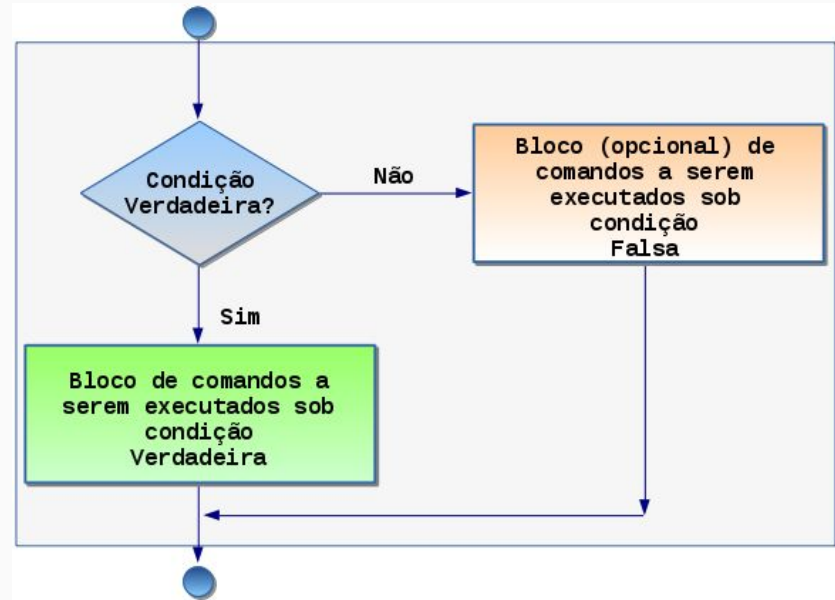 Condição
Verdadeira?
Não
Bloco (opcional) de
comandos a serem
executados sob
condição
Falsa
Sim
Bloco de comandos a
serem executados sob
condição
Verdadeira